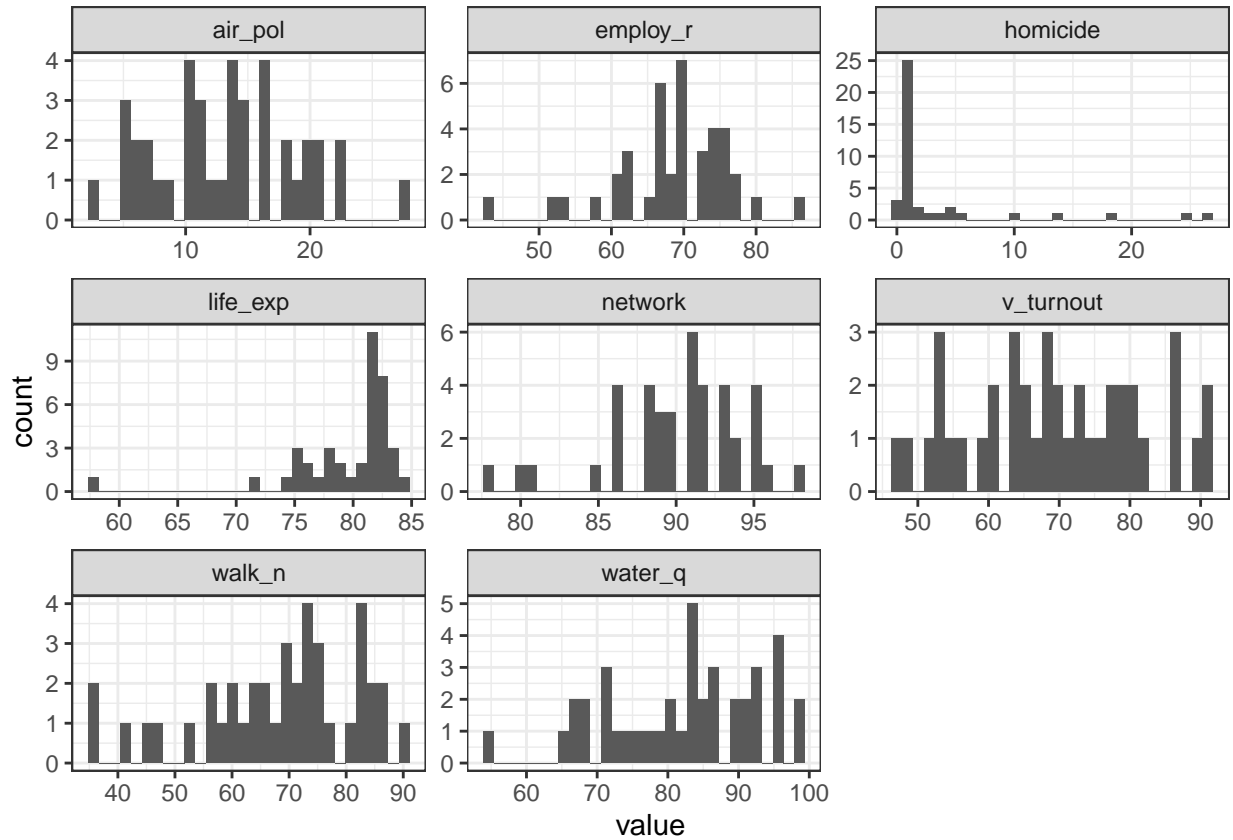 air_pol employ_r homicide
4 3 2 1 0
6 4 2 0
25 20 15 10 5 0
10 20
50 60 70 80
0 10 20
life_exp network v_turnout
9 6 3 0
6 4 2 0
3 2 1 0
60 65 70 75 80 85
80 85 90 95
50 60 70 80 90
walk_n water_q
4 3 2 1 0
5 4 3 2 1 0
40 50 60 70 80 90
60 70 80 90 100
count
value